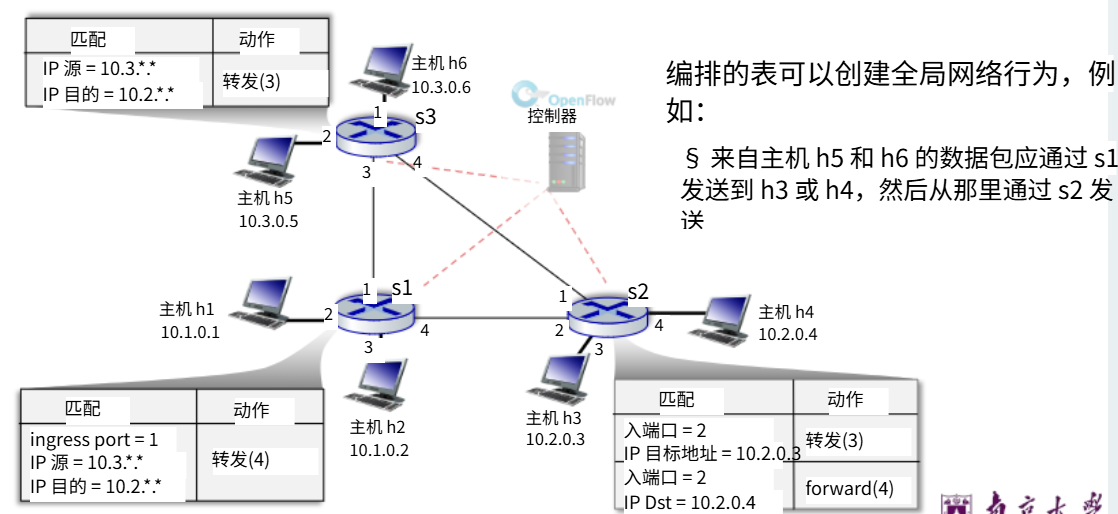 匹配 动作
IP 源 = 10.3.*.*
IP 目的 = 10.2.*.*
转发(3)
主机 h6
10.3.0.6
OpenFlow
控制器
1
s3
2
3
4
主机 h5
10.3.0.5
编排的表可以创建全局网络行为，例
如：
§ 来自主机 h5 和 h6 的数据包应通过 s1
发送到 h3 或 h4，然后从那里通过 s2 发
送
主机 h1
10.1.0.1
1
s1
2
3
4
主机 h2
10.1.0.2
1
s2
2
3
4
主机 h3
10.2.0.3
主机 h4
10.2.0.4
匹配 动作
ingress port = 1
IP 源 = 10.3.*.*
IP 目的 = 10.2.*.*
转发(4)
匹配 动作
入端口 = 2
IP 目标地址 = 10.2.0.3
转发(3)
入端口 = 2
IP Dst = 10.2.0.4
forward(4)
南京大学